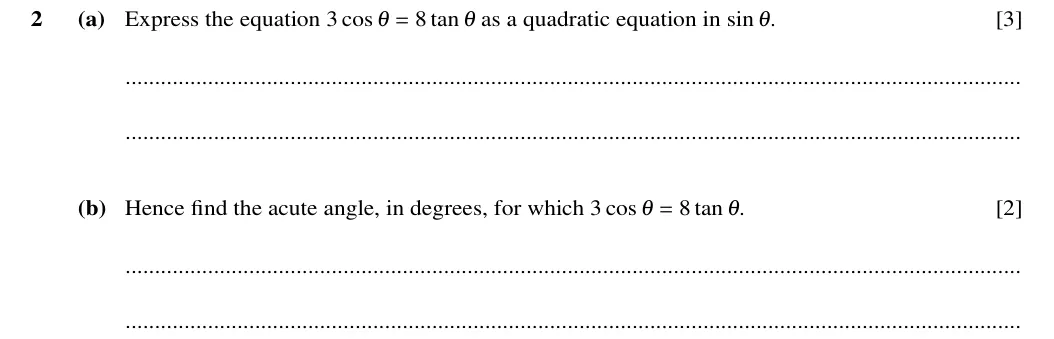 2 (a) Express the equation 3 cos θ = 8 tan θ as a quadratic equation in sin θ. [3]
(b) Hence find the acute angle, in degrees, for which 3 cos θ = 8 tan θ. [2]